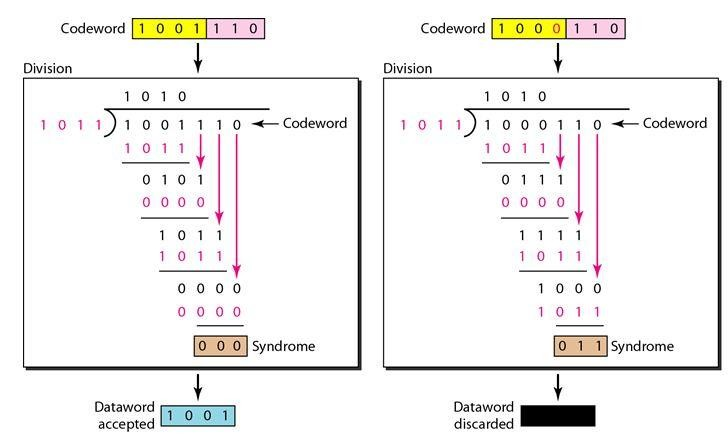 Codeword 1 0 0 1 1 1 0
Division
1 0 1 0
1 0 1 1 1 0 0 1 1 1 0 Codeword
1 0 1 1
0 1 0 1
0 0 0 0
1 0 1 1
1 0 1 1
0 0 0 0
0 0 0 0
0 0 0 Syndrome
Dataword
accepted 1 0 0 1
Codeword 1 0 0 0 1 1 0
Division
1 0 1 0
1 0 1 1 1 0 0 0 1 1 0 Codeword
1 0 1 1
0 1 1 1
0 0 0 0
1 1 1 1
1 0 1 1
1 0 0 0
1 0 1 1
0 1 1 Syndrome
Dataword
discarded